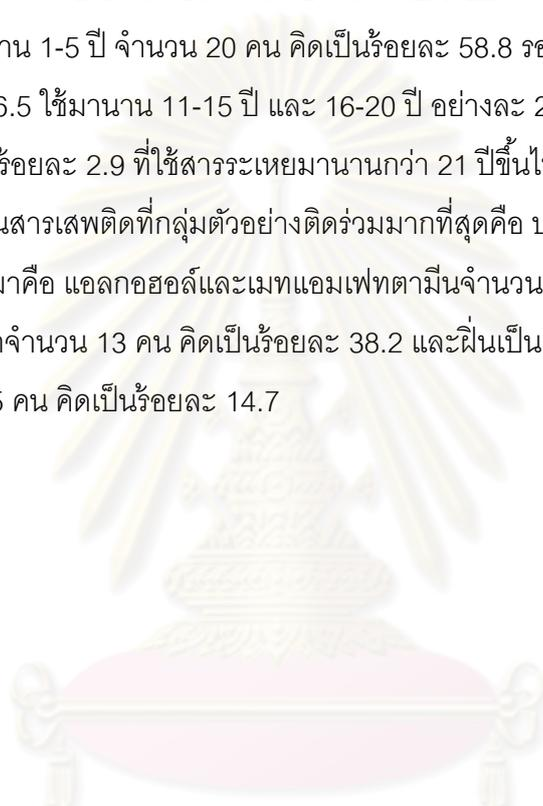 าน 1-5 ปี จำนวน 20 คน คิดเป็นร้อยละ 58.8
6.5 ใช้มานาน 11-15 ปี และ 16-20 ปี อย่างละ 2
ร้อยละ 2.9 ที่ใช้สารระเหยมานานกว่า 21 ปีขึ้นไ
นสารเสพติดที่กลุ่มตัวอย่างติดร่วมมากที่สุดคือ
มาคือ แอลกอฮอล์และเมทแอมเฟทตามีนจำนวน
จำนวน 13 คน คิดเป็นร้อยละ 38.2 และฝิ่นเป็น
คน คิดเป็นร้อยละ 14.7